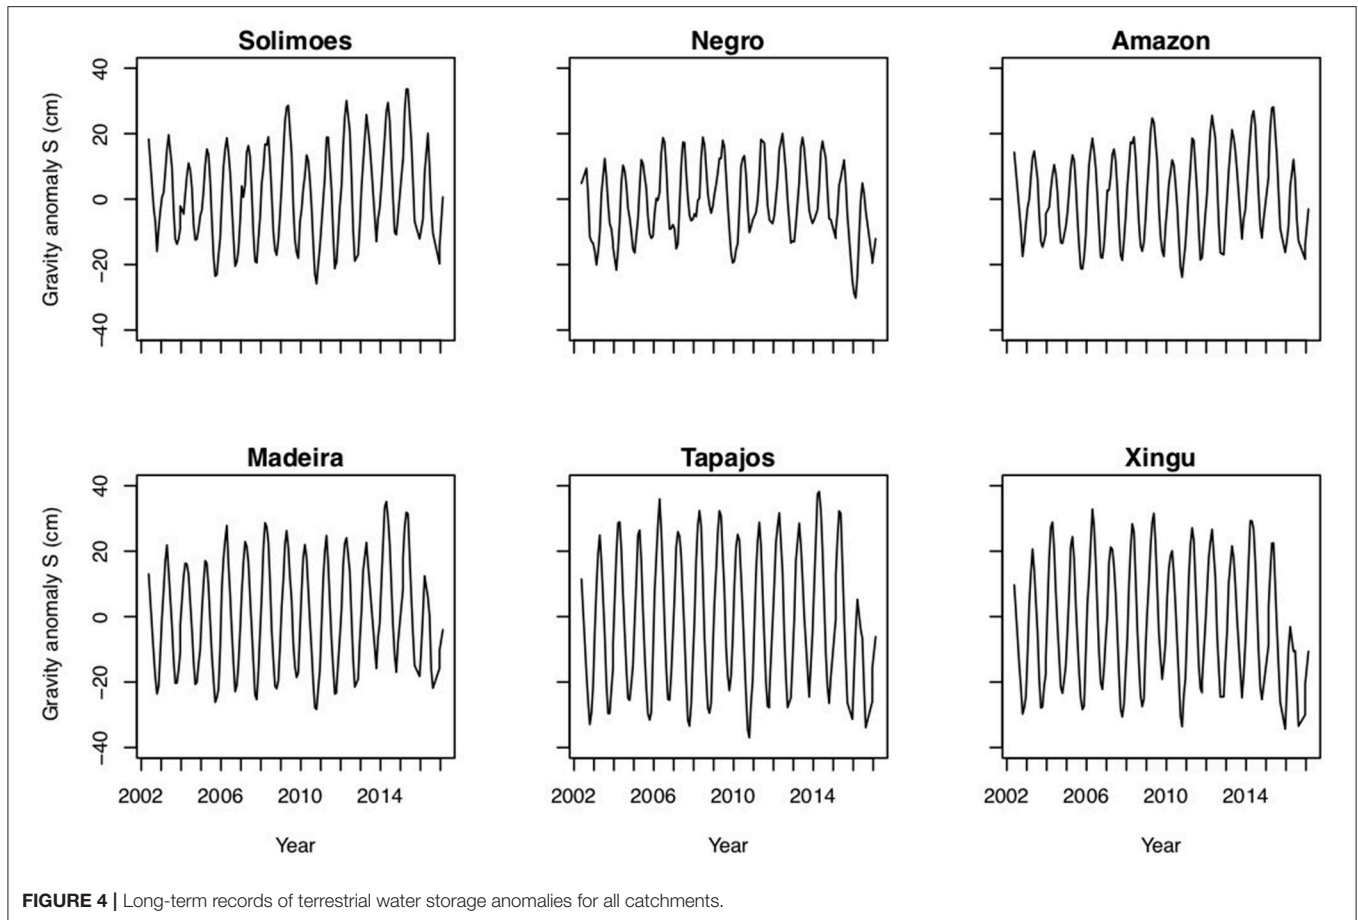 Solimoes
Negro
Amazon
Gravity anomaly S (cm)
40
20
0
−20
−40
Madeira
Tapajos
Xingu
Gravity anomaly S (cm)
40
20
0
−20
−40
2002 2006 2010 2014
2002 2006 2010 2014
2002 2006 2010 2014
Year
Year
Year
FIGURE 4 | Long-term records of terrestrial water storage anomalies for all catchments.